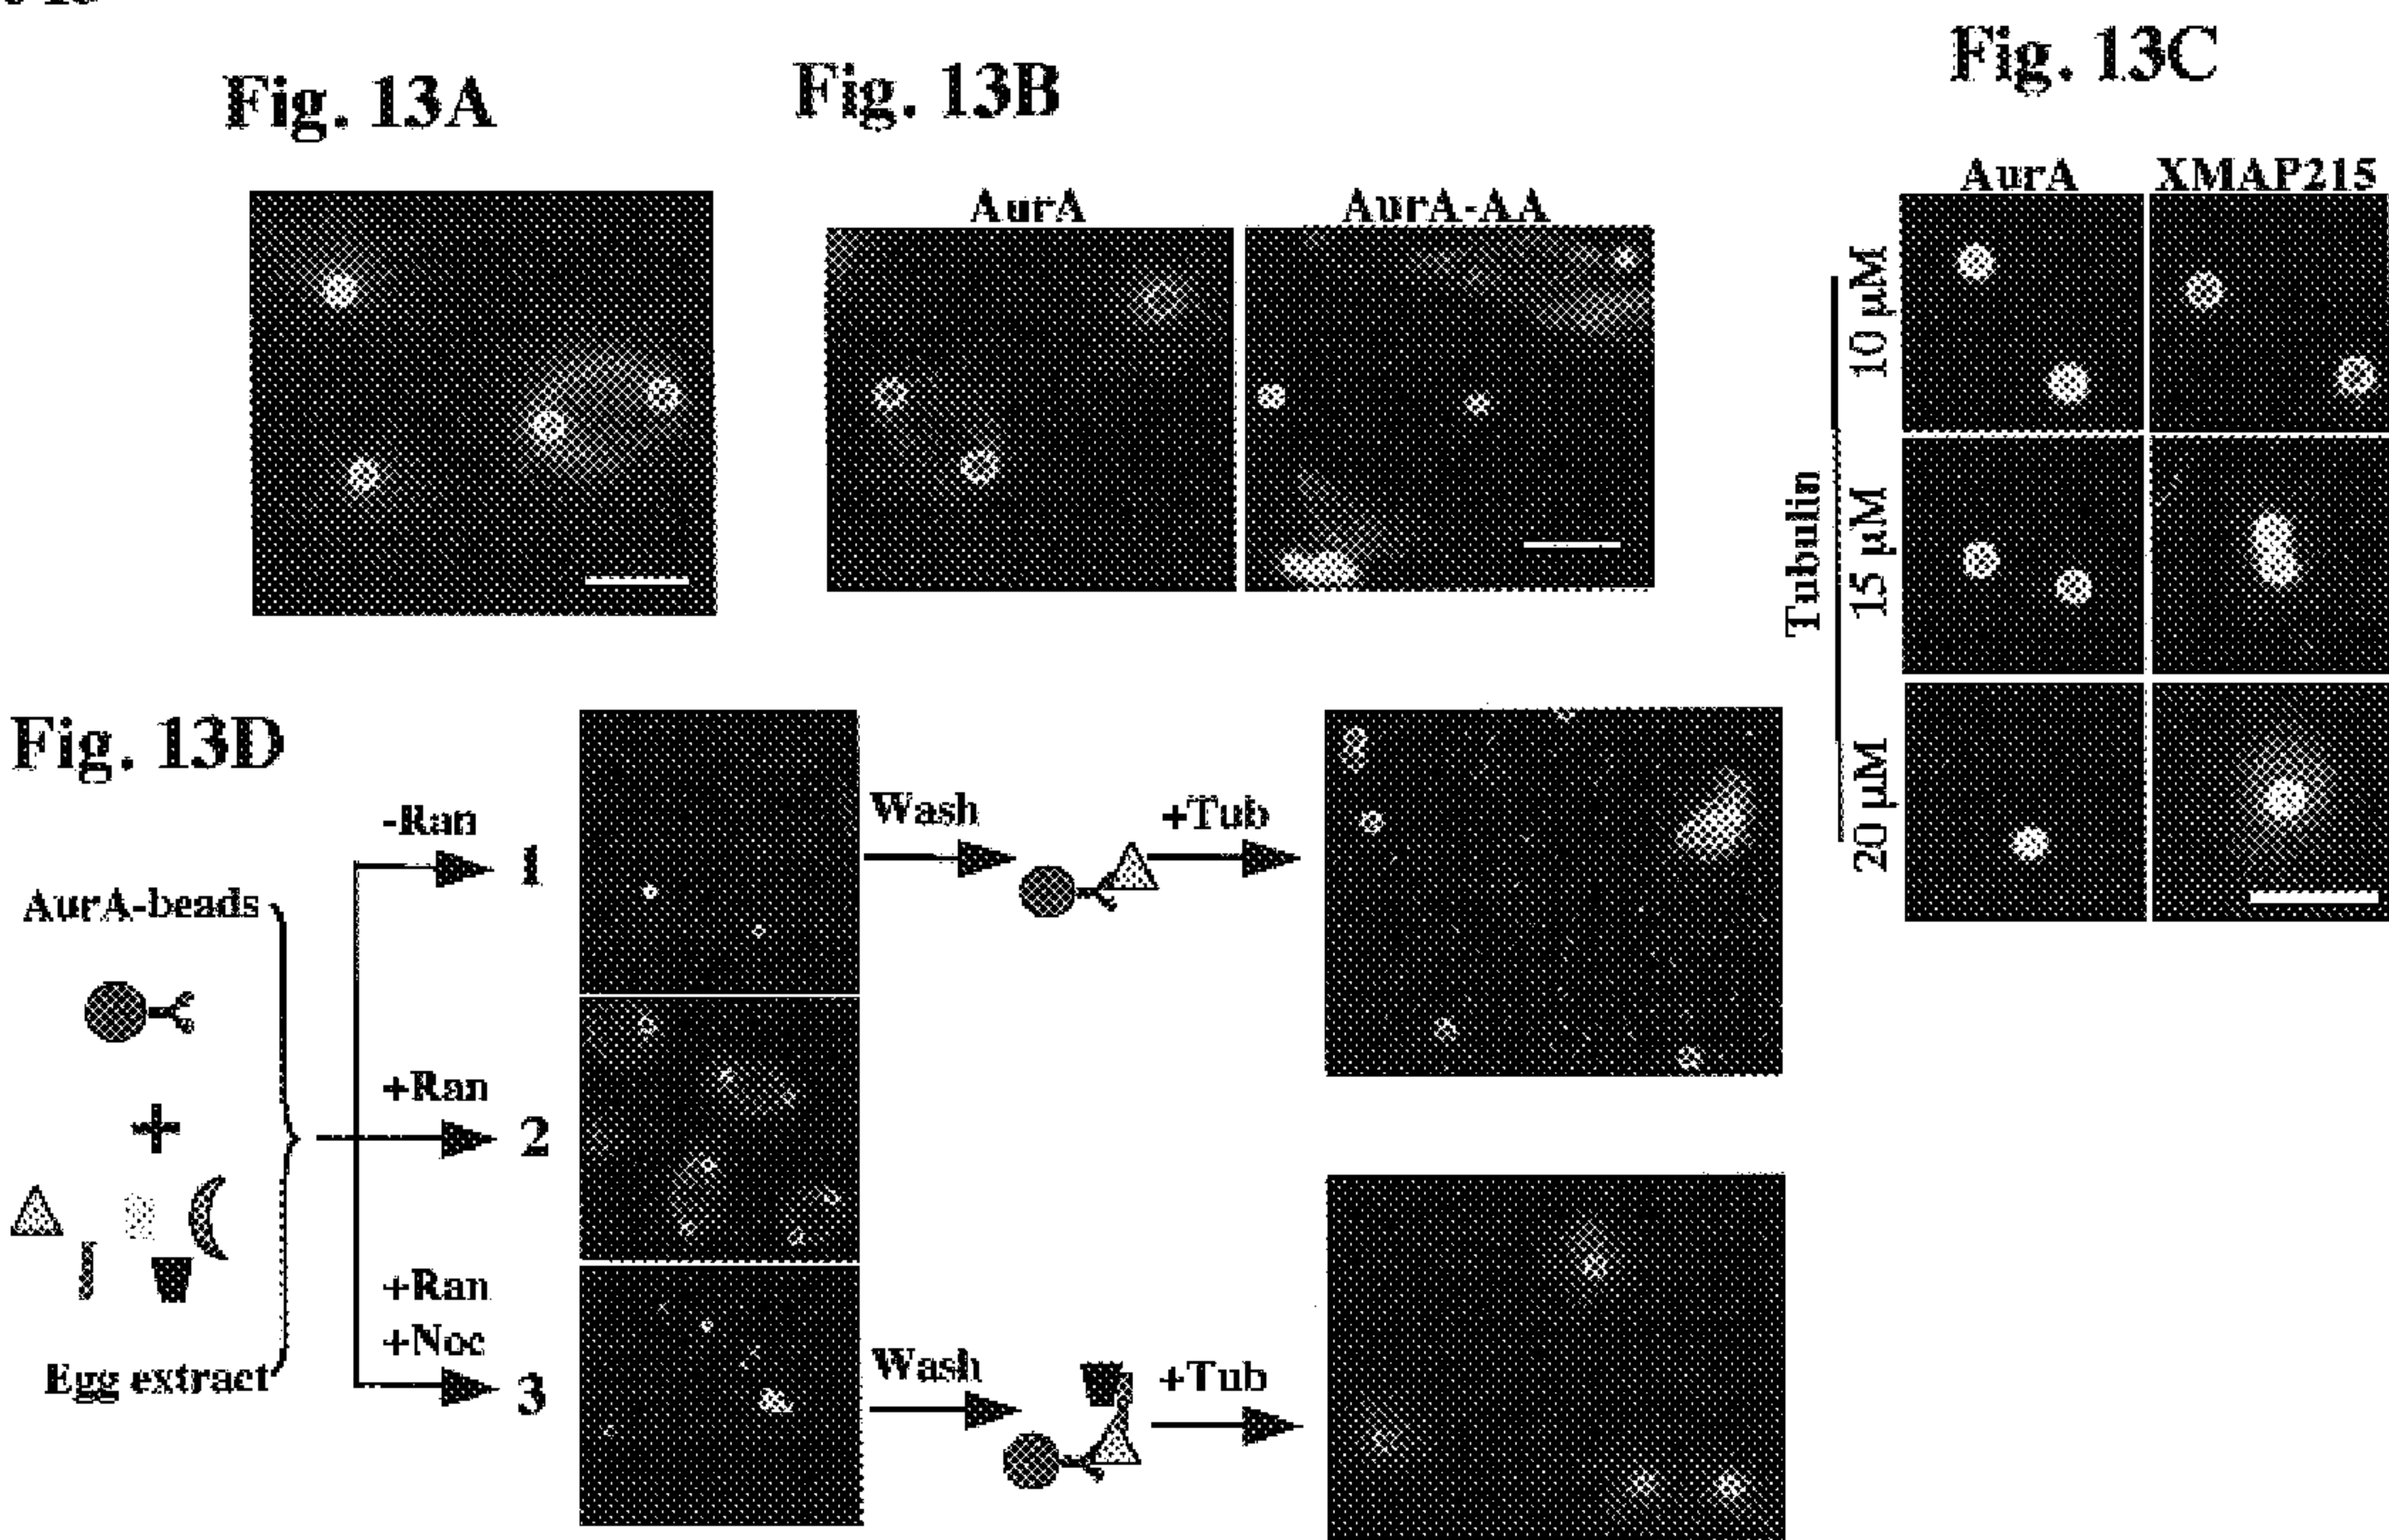 Fig. 13A
Fig. 13B
Fig. 13C
AurA
AurA-AA
AurA
XMAP215
Tubulin
10 µM
15 µM
20 µM
Fig. 13D
AurA-beads
+
Egg extract
-Ran
1
Wash
+Tub
+Ran
2
+Ran
+Noc
3
Wash
+Tub